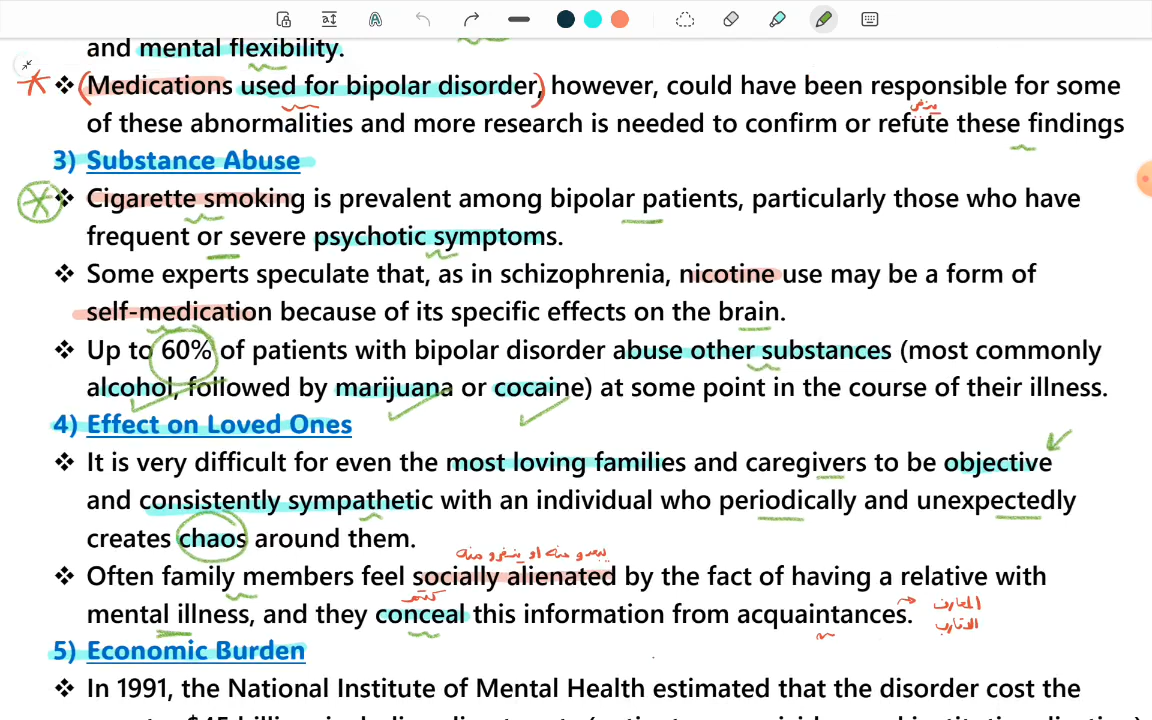 and mental flexibility.
❖ (Medications used for bipolar disorder), however, could have been responsible for some
ينفي
of these abnormalities and more research is needed to confirm or refute these findings
3) Substance Abuse
❖ Cigarette smoking is prevalent among bipolar patients, particularly those who have
frequent or severe psychotic symptoms.
❖ Some experts speculate that, as in schizophrenia, nicotine use may be a form of
self-medication because of its specific effects on the brain.
❖ Up to 60% of patients with bipolar disorder abuse other substances (most commonly
alcohol, followed by marijuana or cocaine) at some point in the course of their illness.
4) Effect on Loved Ones
❖ It is very difficult for even the most loving families and caregivers to be objective
and consistently sympathetic with an individual who periodically and unexpectedly
creates chaos around them.
منه او ينفرو منه
❖ Often family members feel socially alienated by the fact of having a relative with
mental illness, and they conceal this information from acquaintances.
المعارف
5) Economic Burden
❖ In 1991, the National Institute of Mental Health estimated that the disorder cost the